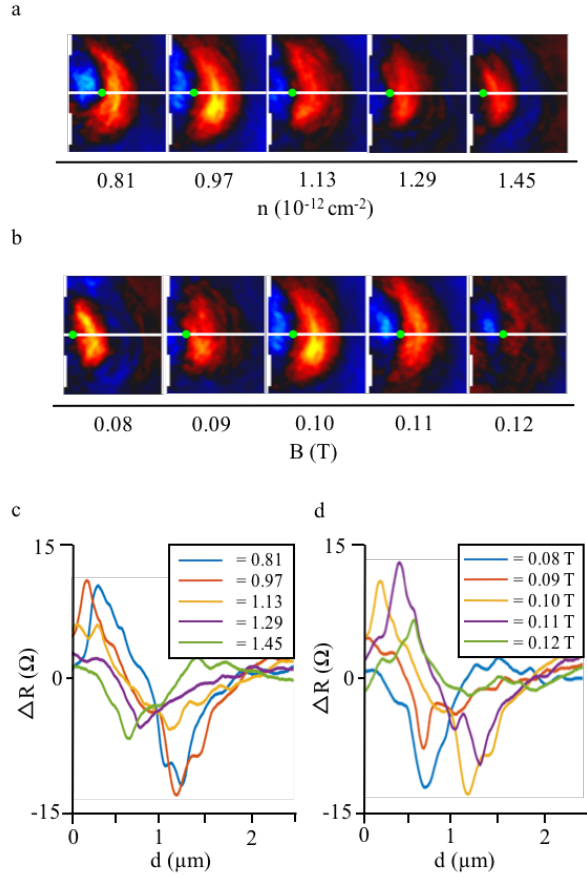 a
0.81 0.97 1.13 1.29 1.45
n (10-12 cm-2)
b
0.08 0.09 0.10 0.11 0.12
B (T)
c
15
0
-15
ΔR (Ω)
0 1 2
d (μm)
= 0.81
= 0.97
= 1.13
= 1.29
= 1.45
d
15
0
-15
ΔR (Ω)
0 1 2
d (μm)
= 0.08 T
= 0.09 T
= 0.10 T
= 0.11 T
= 0.12 T